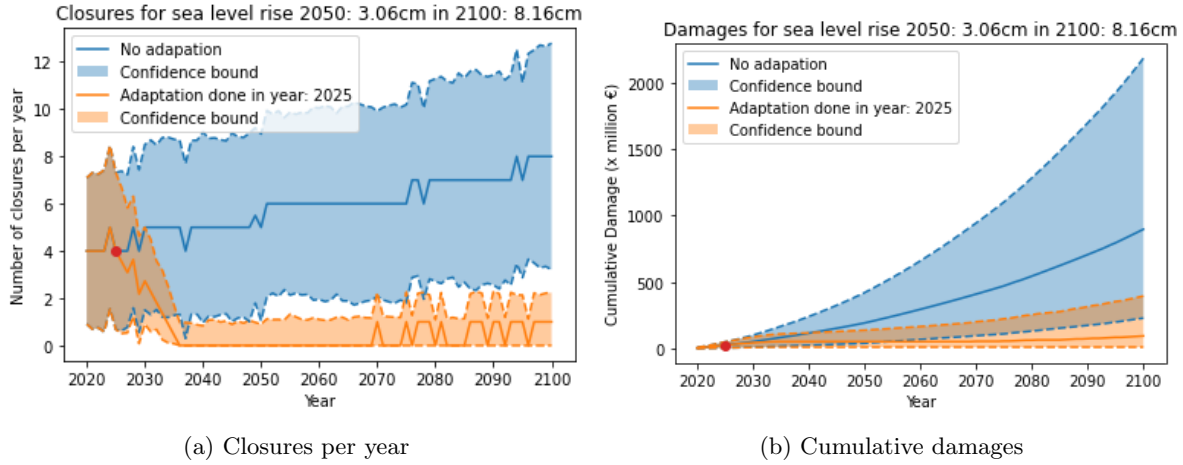 Closures for sea level rise 2050: 3.06cm in 2100: 8.16cm
No adapation
Confidence bound
Adaptation done in year: 2025
Confidence bound
Number of closures per year
12
10
8
6
4
2
0
2020 2030 2040 2050 2060 2070 2080 2090 2100
Year
(a) Closures per year
Damages for sea level rise 2050: 3.06cm in 2100: 8.16cm
No adapation
Confidence bound
Adaptation done in year: 2025
Confidence bound
Cumulative Damage (x million €)
2000
1500
1000
500
0
2020 2030 2040 2050 2060 2070 2080 2090 2100
Year
(b) Cumulative damages